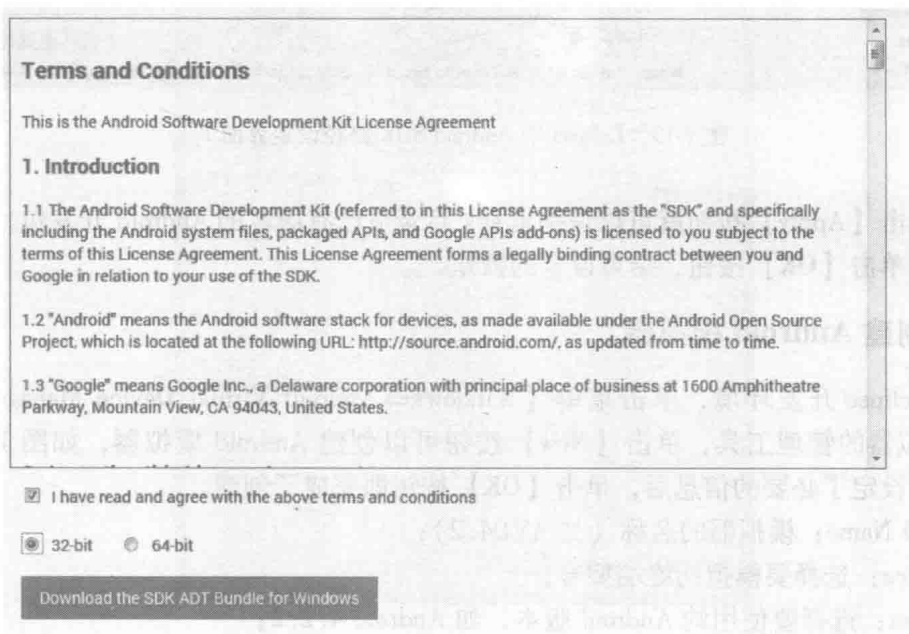 Terms and Conditions
This is the Android Software Development Kit License Agreement
1. Introduction
1.1 The Android Software Development Kit (referred to in this License Agreement as the "SDK" and specifically
including the Android system files, packaged APIs, and Google APIs add-ons) is licensed to you subject to the
terms of this License Agreement. This License Agreement forms a legally binding contract between you and
Google in relation to your use of the SDK.
1.2 "Android" means the Android software stack for devices, as made available under the Android Open Source
Project, which is located at the following URL: http://source.android.com/, as updated from time to time.
1.3 "Google" means Google Inc., a Delaware corporation with principal place of business at 1600 Amphitheatre
Parkway, Mountain View, CA 94043, United States.
I have read and agree with the above terms and conditions
32-bit 64-bit
Download the SDK ADT Bundle for Windows